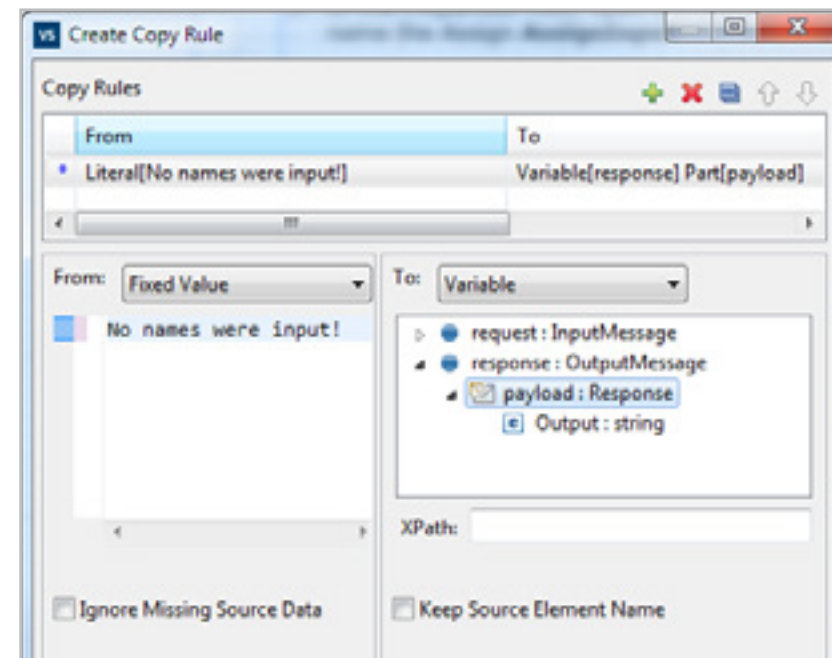 VS Create Copy Rule
Copy Rules
From To
* Literal[No names were input!] Variable[response] Part[payload]
From: Fixed Value
To: Variable
No names were input!
request : InputMessage
response : OutputMessage
payload : Response
e Output : string
XPath:
Ignore Missing Source Data
Keep Source Element Name